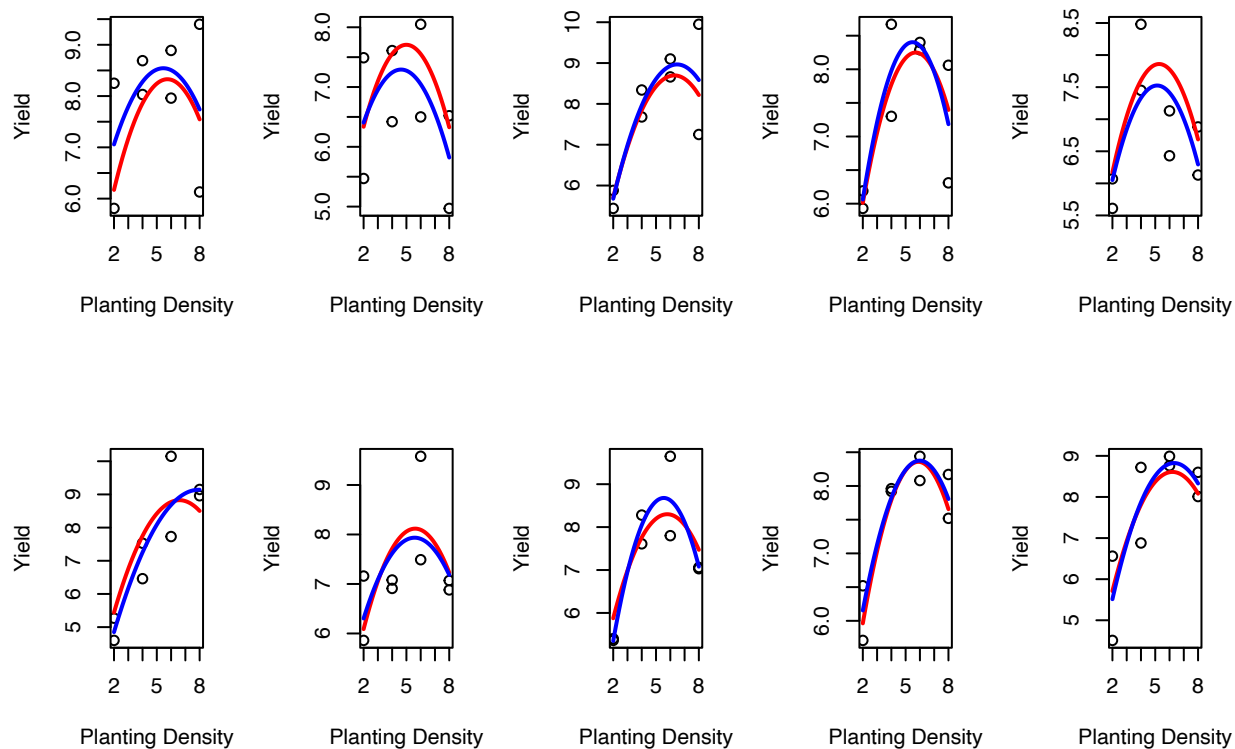 Yield 6.0 7.0 8.0 9.0 2 5 8 Planting Density
Yield 5.0 6.0 7.0 8.0 2 5 8 Planting Density
Yield 6 7 8 9 10 2 5 8 Planting Density
Yield 6.0 7.0 8.0 2 5 8 Planting Density
Yield 5.5 6.5 7.5 8.5 2 5 8 Planting Density
Yield 5 6 7 8 9 2 5 8 Planting Density
Yield 6 7 8 9 2 5 8 Planting Density
Yield 6 7 8 9 10 2 5 8 Planting Density
Yield 6.0 7.0 8.0 2 5 8 Planting Density
Yield 5 6 7 8 9 2 5 8 Planting Density